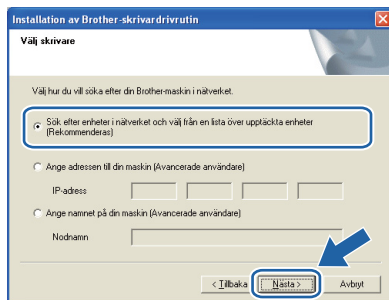 Installation av Brother-skrivardrivrutin
Välj skrivare
Välj hur du vill söka efter din Brother-maskin i nätverket.
Sök efter enheter i nätverket och välj från en lista över upptäckta enheter
(Rekommenderas)
Ange adressen till din maskin (Avancerade användare)
IP-adress
Ange namnet på din maskin (Avancerade användare)
Nodnamn
< Tillbaka Nästa > Avbryt